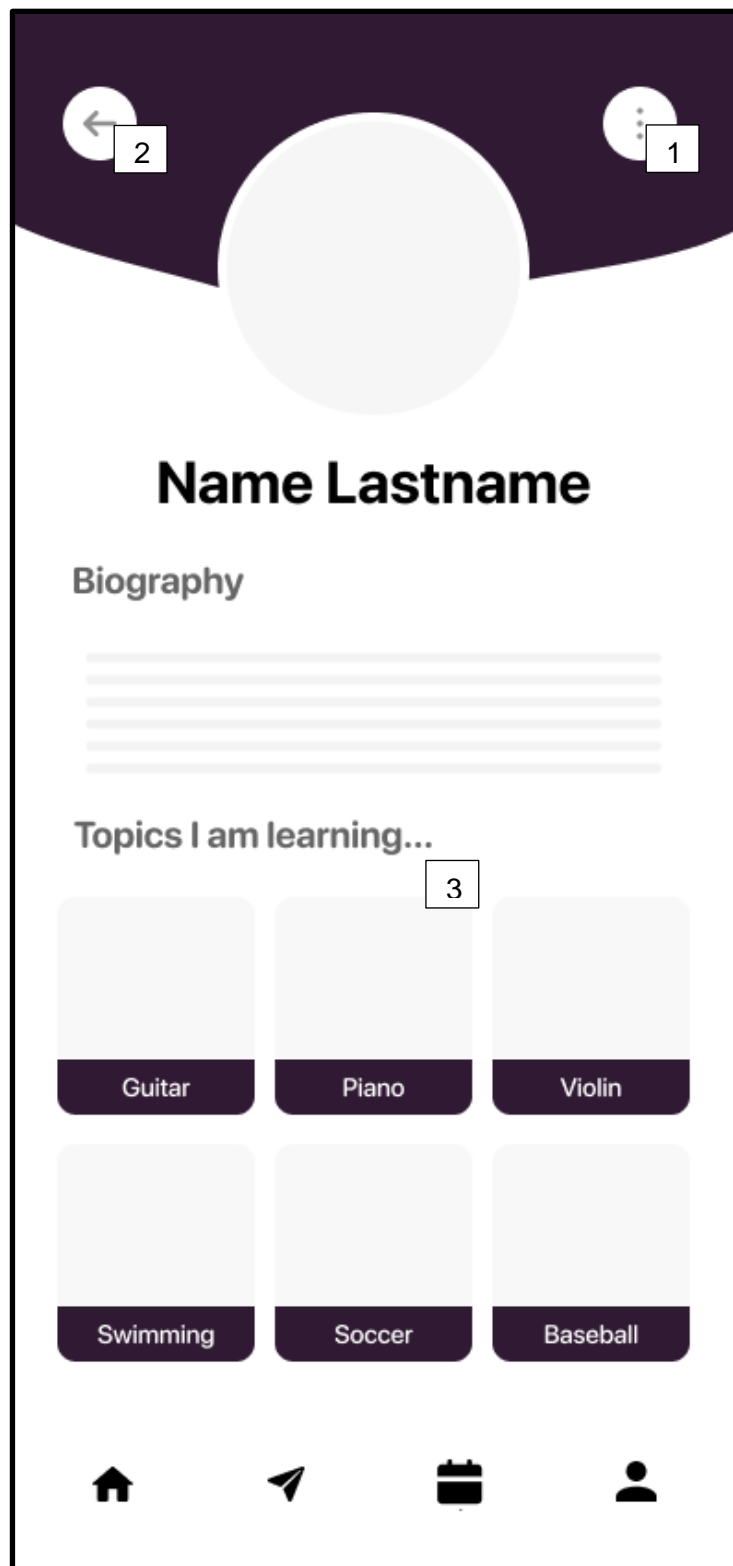 2
1
Name Lastname
Biography
Topics I am learning...
3
Guitar Piano Violin
Swimming Soccer Baseball